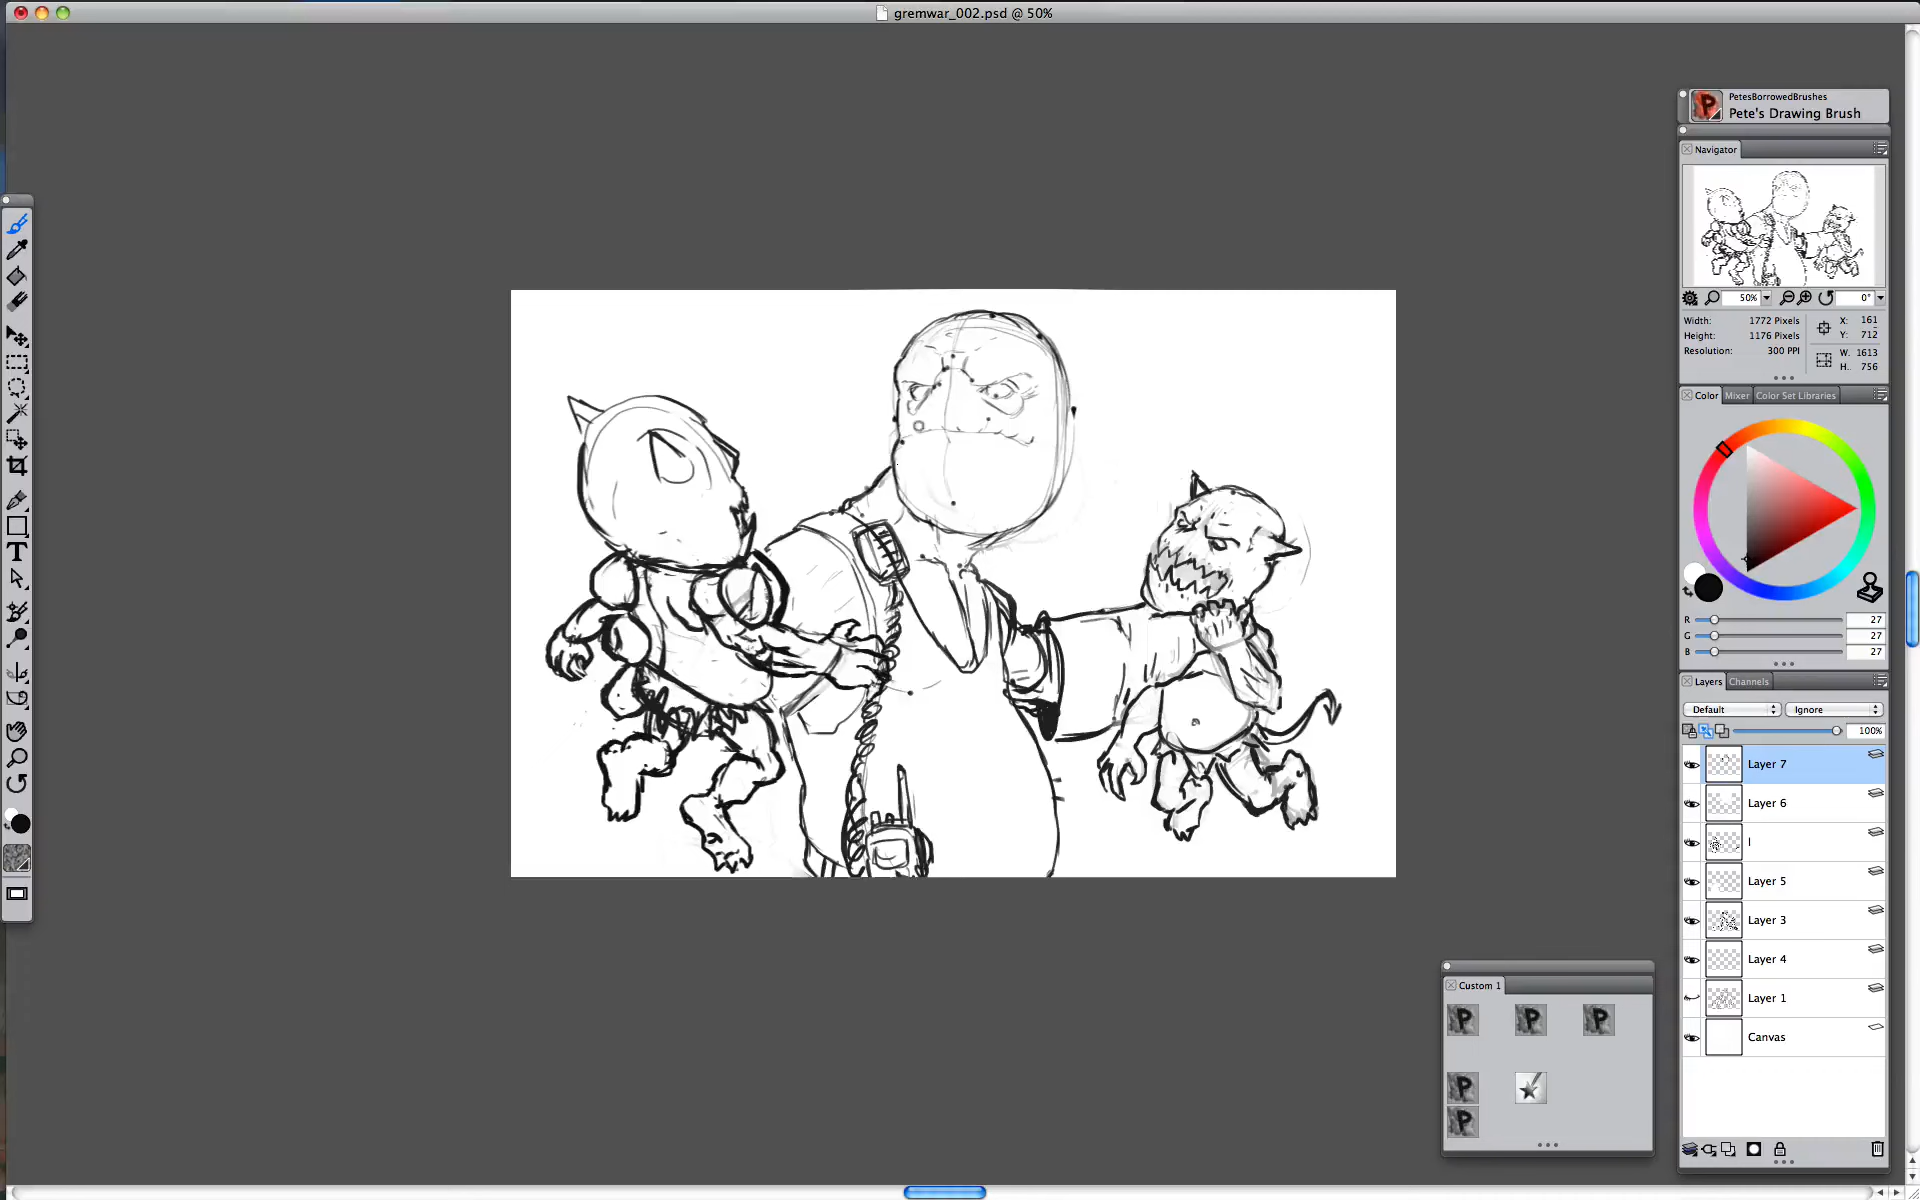 gremwar_002.psd @ 50%
PetesBorrowedBrushes
Pete's Drawing Brush
Navigator
50%
0°
Width: 1772 Pixels
Height: 1176 Pixels
Resolution: 300 PPI
X: 161
Y: 712
W. 1613
H. 756
Color Mixer Color Set Libraries
R 27
G 27
B 27
Layers Channels
Default Ignore
100%
Layer 7
Layer 6
l
Layer 5
Layer 3
Layer 4
Layer 1
Canvas
Custom 1
P P P
P
P
T